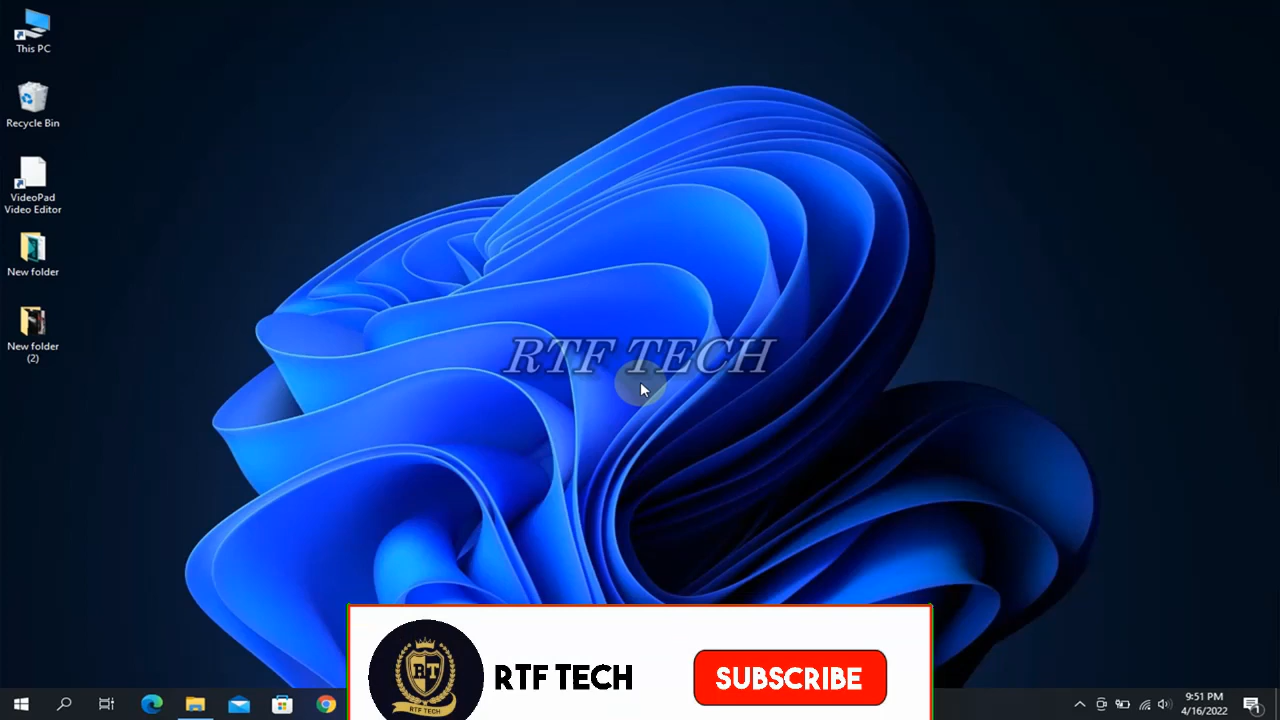 This PC
Recycle Bin
VideoPad
Video Editor
New folder
New folder
(2)
RTF TECH
RT
RTF TECH
RTF TECH
SUBSCRIBE
9:51 PM
4/16/2022
1